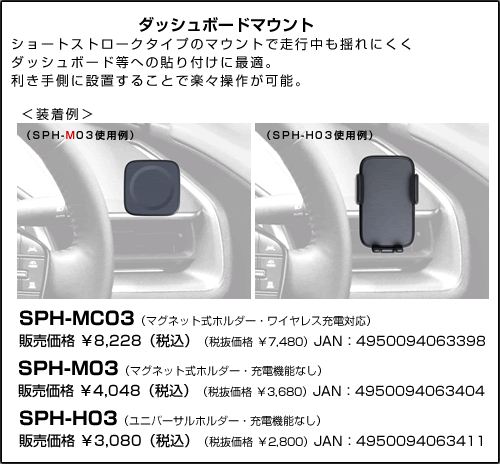 ダッシュボードマウント
ショートストロークタイプのマウントで走行中も揺れにくく
ダッシュボード等への貼り付けに最適。
利き手側に設置することで楽々操作が可能。
＜装着例＞
（SPH-M03使用例）
（SPH-H03使用例）
SPH-MC03（マグネット式ホルダー・ワイヤレス充電対応）
販売価格 ￥8,228（税込）（税抜価格 ￥7,480）JAN：4950094063398
SPH-M03（マグネット式ホルダー・充電機能なし）
販売価格 ￥4,048（税込）（税抜価格 ￥3,680）JAN：4950094063404
SPH-H03（ユニバーサルホルダー・充電機能なし）
販売価格 ￥3,080（税込）（税抜価格 ￥2,800）JAN：4950094063411